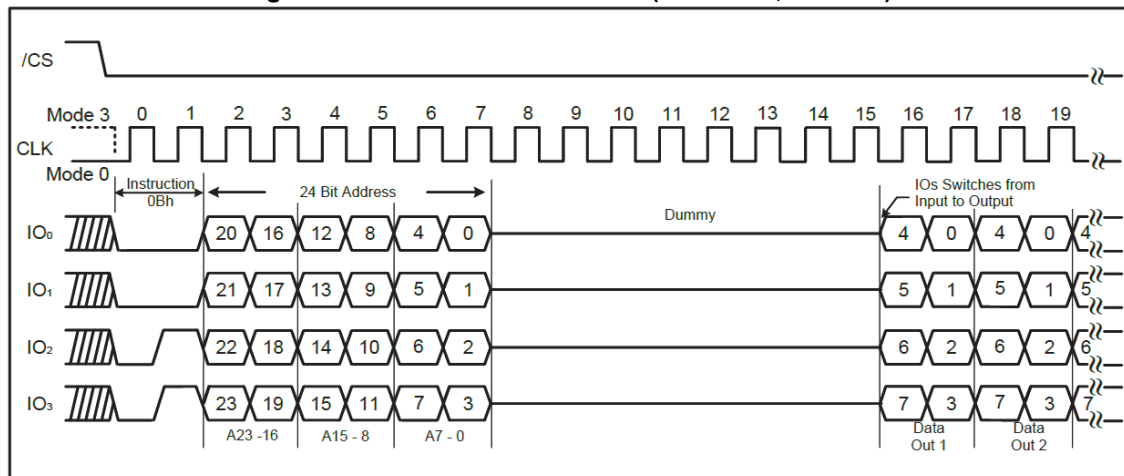 /CS
Mode 3 0 1 2 3 4 5 6 7 8 9 10 11 12 13 14 15 16 17 18 19
CLK
Mode 0
Instruction
0Bh
24 Bit Address
Dummy
IOs Switches from
Input to Output
IO₀ 20 16 12 8 4 0 4 0 4 0 4
IO₁ 21 17 13 9 5 1 5 1 5 1 5
IO₂ 22 18 14 10 6 2 6 2 6 2 6
IO₃ 23 19 15 11 7 3 7 3 7 3 7
A23 -16 A15 - 8 A7 - 0
Data
Out 1
Data
Out 2